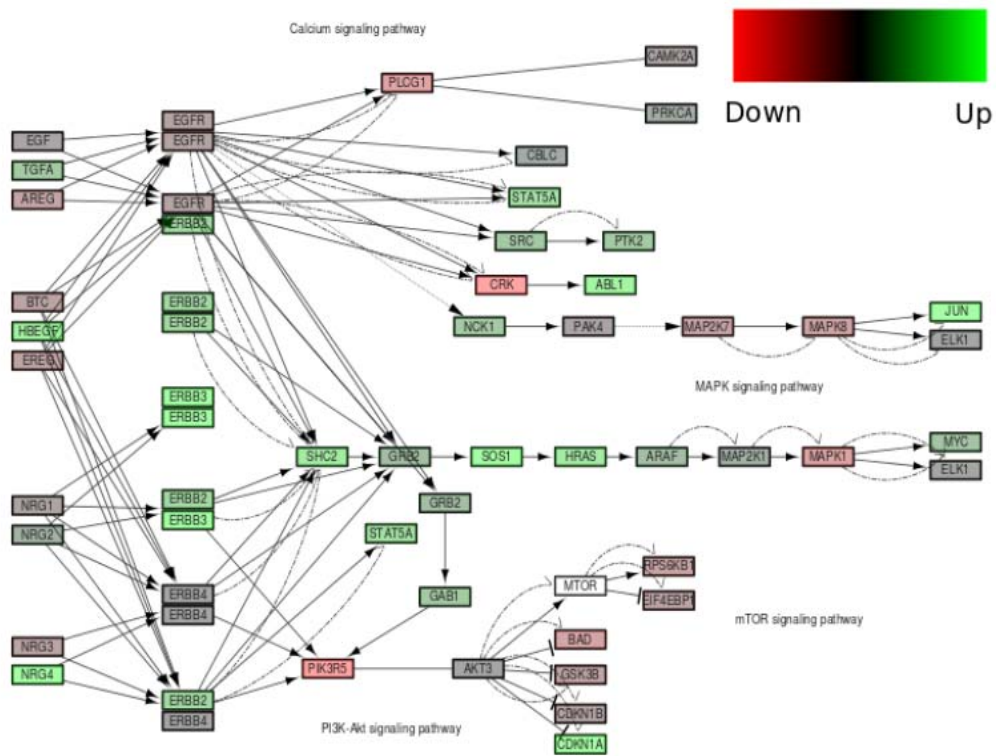 Calcium signaling pathway
Down
Up
CAMK2A
PLCG1
PRKCA
EGFR
EGF
EGFR
CBLC
TGFA
STAT5A
AREG
EGFR
ERBB2
SRC
PTK2
CRK
ABL1
BTC
ERBB2
HBEGF
ERBB2
NCK1
PAK4
MAP2K7
MAPK8
JUN
ELK1
EREG
MAPK signaling pathway
ERBB3
ERBB3
SHC2
GRB2
SOS1
HRAS
ARAF
MAP2K1
MAPK1
MYC
ELK1
NRG1
ERBB2
GRB2
ERBB3
NRG2
STAT5A
MTOR
RPS6KB1
ERBB4
GAB1
EIF4EBP1
ERBB4
mTOR signaling pathway
NRG3
BAD
NRG4
PIK3R5
AKT3
GSK3B
ERBB2
CDKN1B
ERBB4
PI3K-Akt signaling pathway
CDKN1A